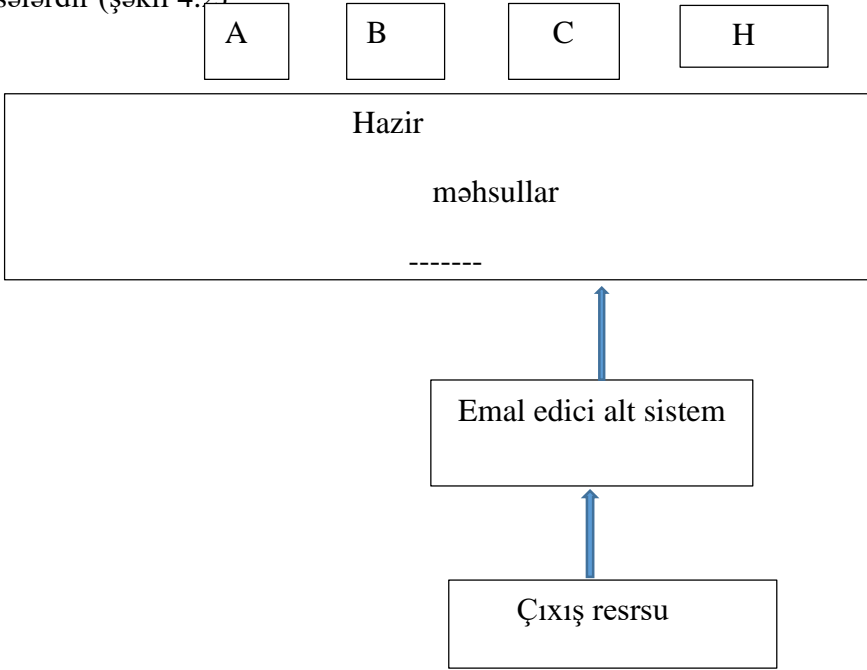 A B C H
Hazir
məhsullar
-------
Emal edici alt sistem
Çıxış resrsu